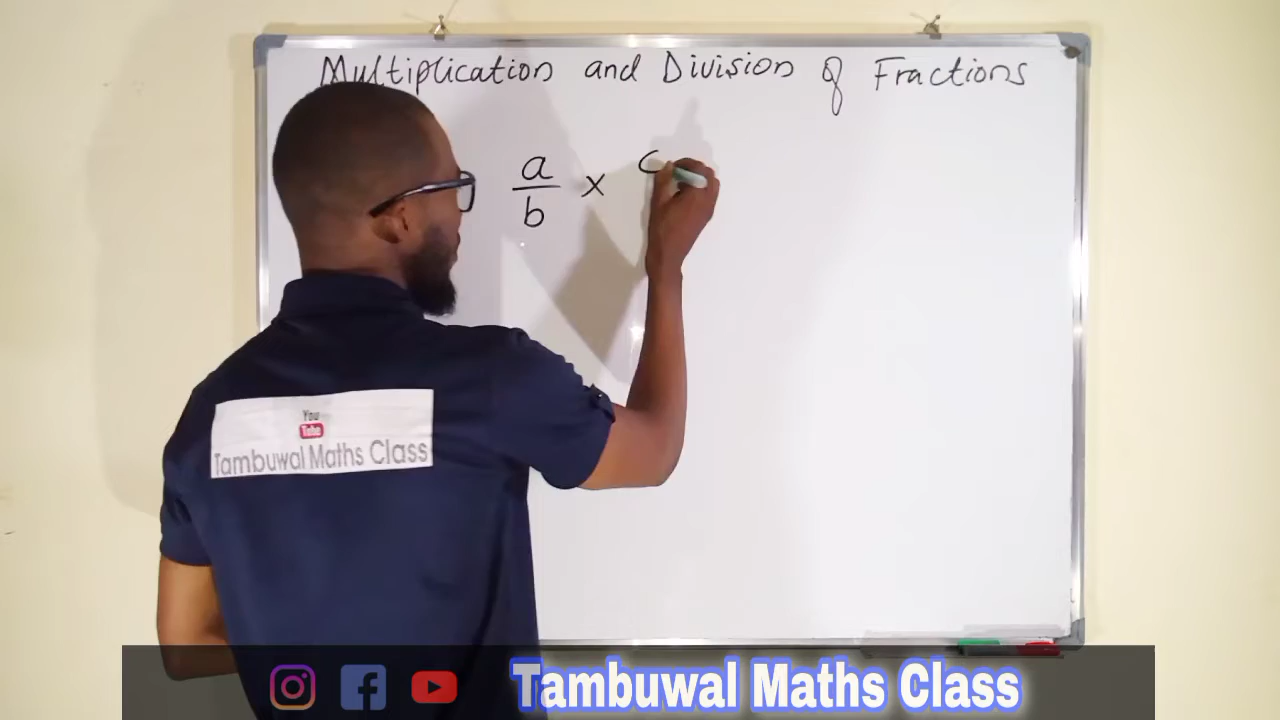 Multiplication and Division of Fractions
a
b
×
c
You
Tube
Tambuwal Maths Class
Tambuwal Maths Class